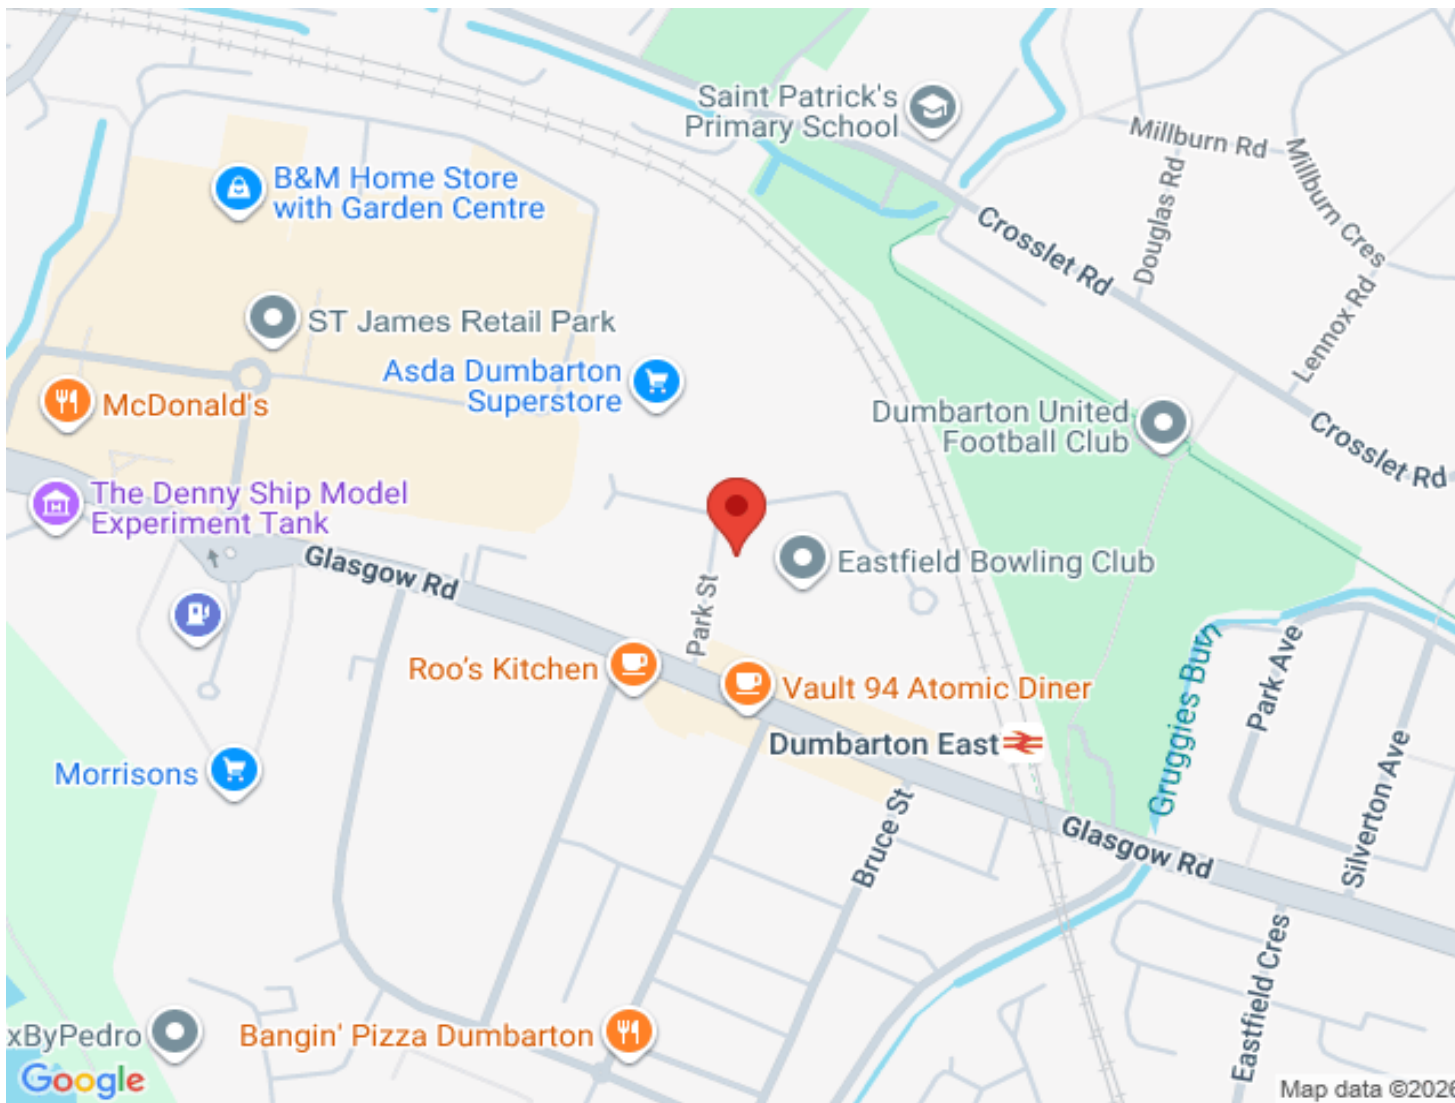 Saint Patrick's
Primary School
Millburn Rd
Millburn Cres
Douglas Rd
B&M Home Store
with Garden Centre
Crosslet Rd
Lennox Rd
ST James Retail Park
Asda Dumbarton
Superstore
McDonald's
Dumbarton United
Football Club
Crosslet Rd
The Denny Ship Model
Experiment Tank
Glasgow Rd
Eastfield Bowling Club
Park St
Roo's Kitchen
Vault 94 Atomic Diner
Gruggies Burn
Park Ave
Dumbarton East
Morrisons
Silverton Ave
Bruce St
Glasgow Rd
Eastfield Cres
xByPedro
Bangin' Pizza Dumbarton
Google
Map data ©2026